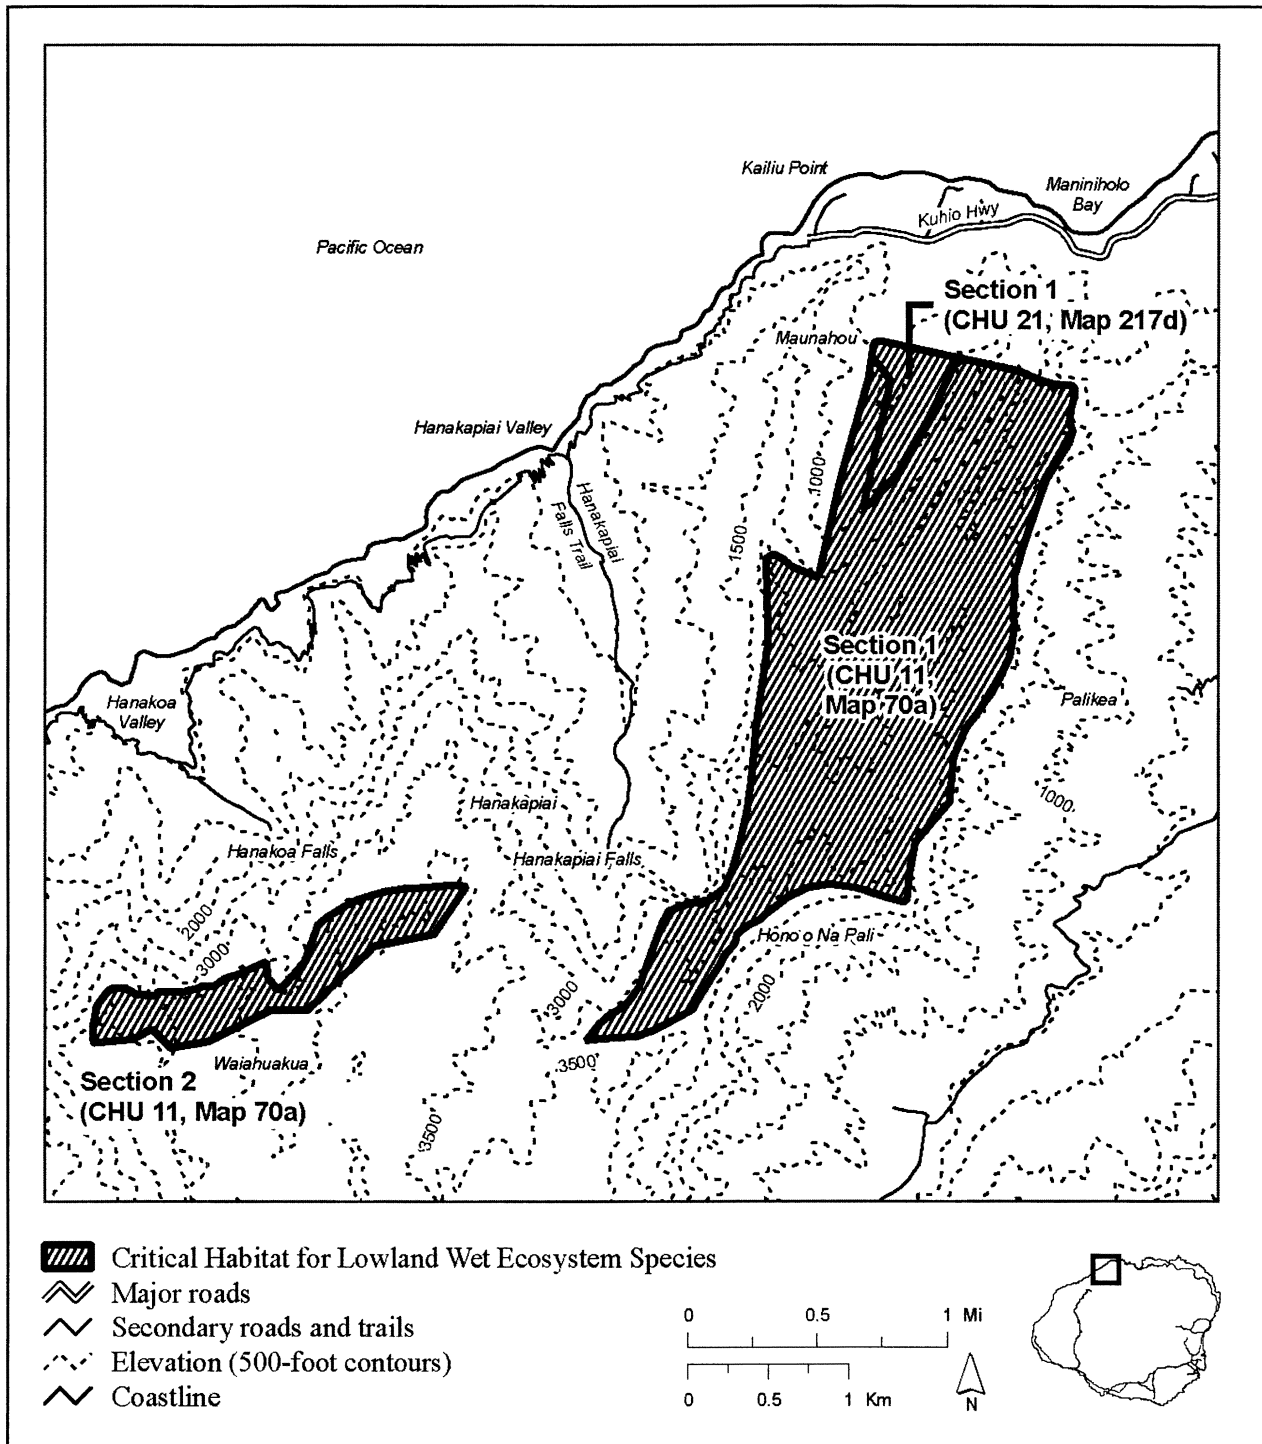 Kailiu Point
Maniniholo
Bay
Kuhio Hwy
Pacific Ocean
Section 1
(CHU 21, Map 217d)
Maunahou
Hanakapiai Valley
1000
Hanakapiai
Falls Trail
1500
Section 1
(CHU 11,
Map 70a)
Hanakoa
Valley
Palikea
1000
Hanakapiai
Hanakoa Falls
Hanakapiai Falls
2000
3000
Hono o Na Pali
3000
2000
Waiahuakua
3500
Section 2
(CHU 11, Map 70a)
3500
Critical Habitat for Lowland Wet Ecosystem Species
Major roads
Secondary roads and trails
Elevation (500-foot contours)
Coastline
0 0.5 1 Mi
0 0.5 1 Km
N